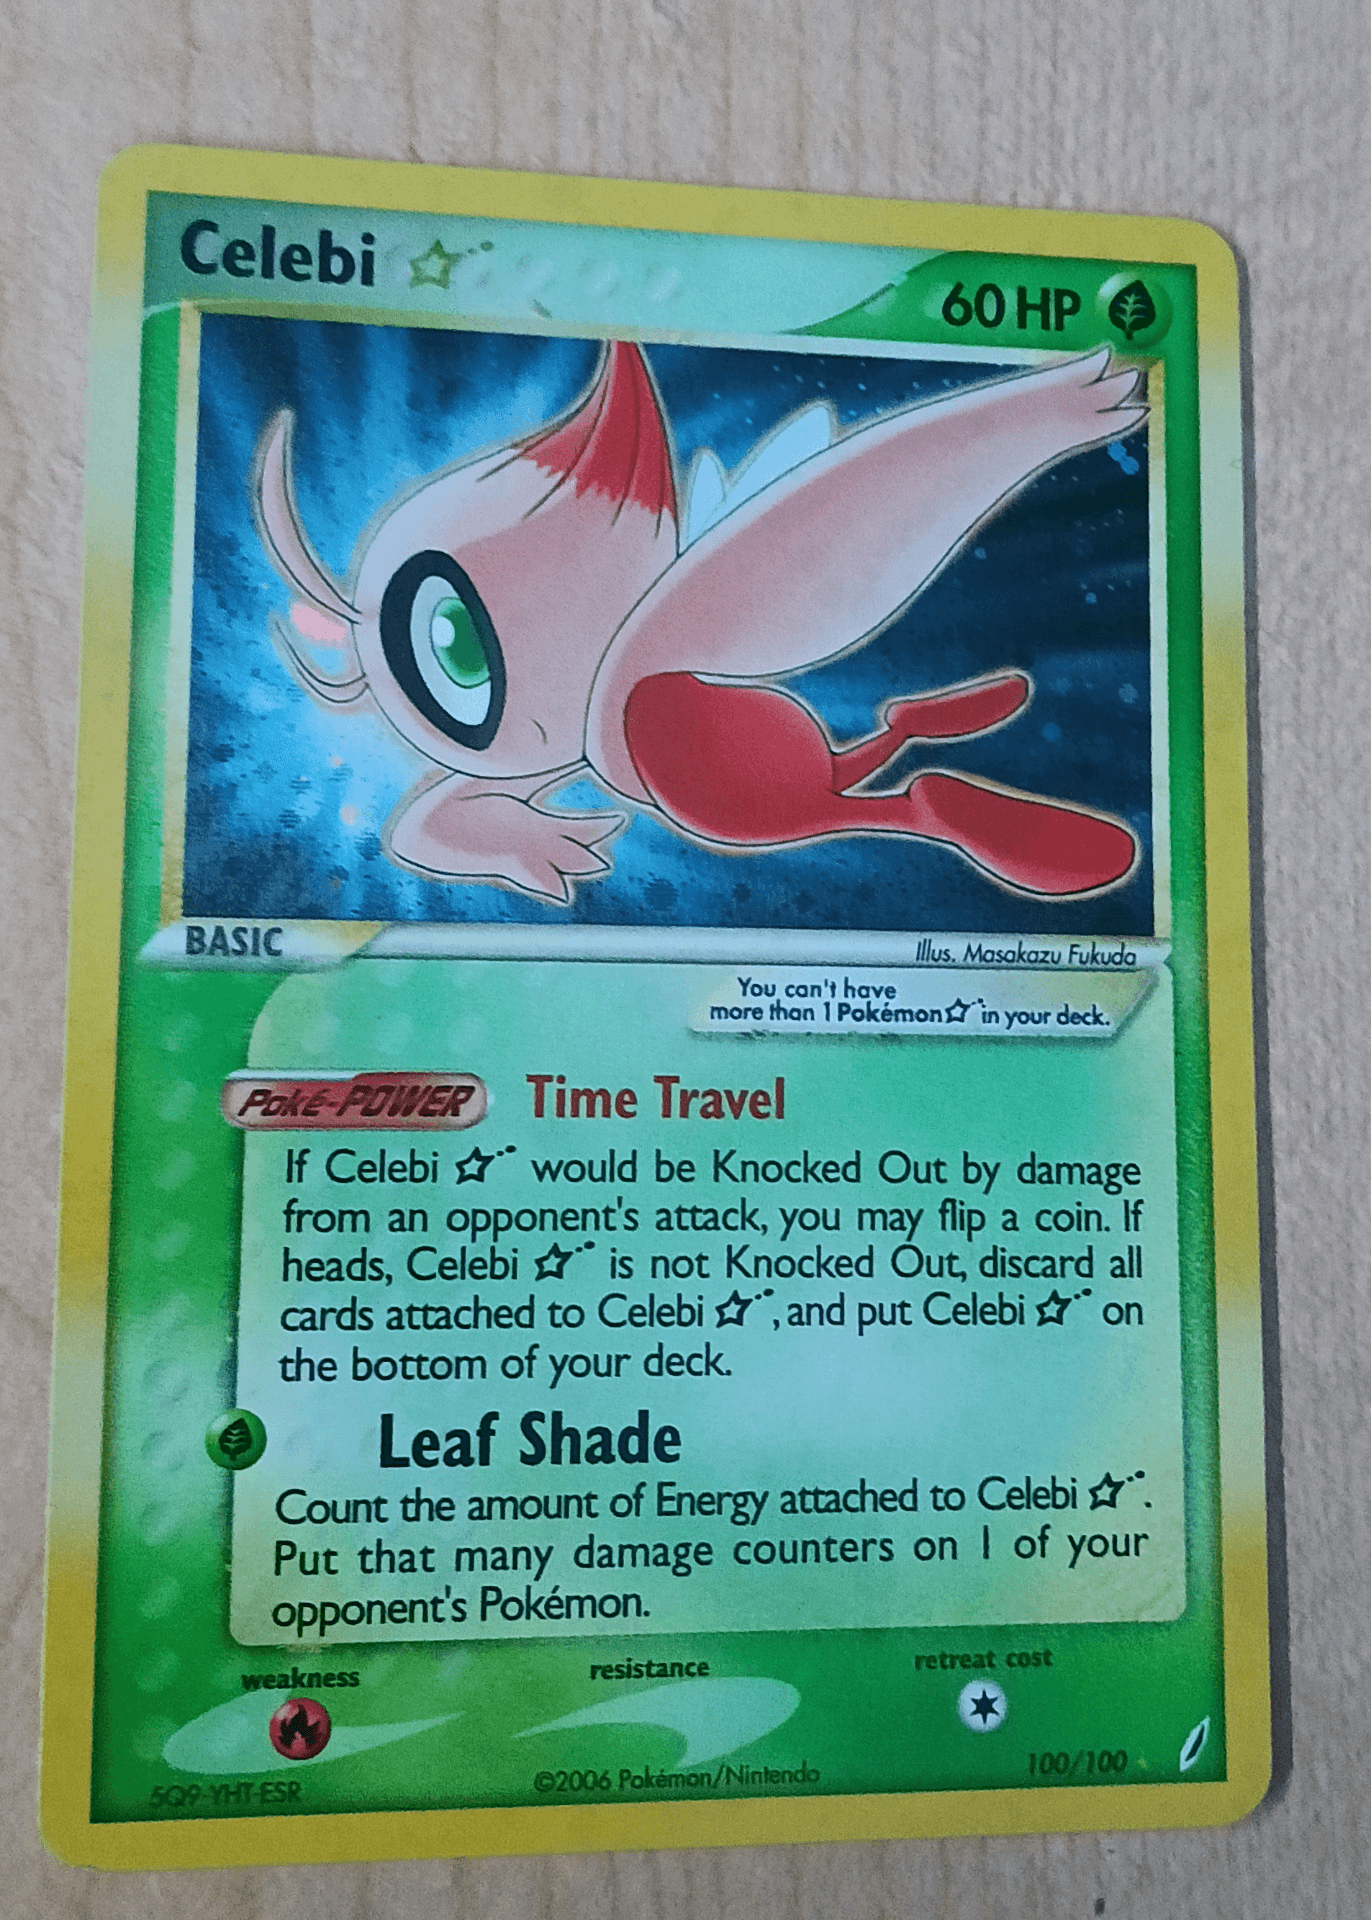 Celebi ☆
60 HP
BASIC
Illus. Masakazu Fukuda
You can't have
more than 1 Pokémon☆ in your deck.
Poké-POWER Time Travel
If Celebi ☆ would be Knocked Out by damage
from an opponent's attack, you may flip a coin. If
heads, Celebi ☆ is not Knocked Out, discard all
cards attached to Celebi ☆, and put Celebi ☆ on
the bottom of your deck.
Leaf Shade
Count the amount of Energy attached to Celebi ☆.
Put that many damage counters on 1 of your
opponent's Pokémon.
weakness
resistance
retreat cost
5Q9-YHT-ESR
©2006 Pokémon/Nintendo
100/100